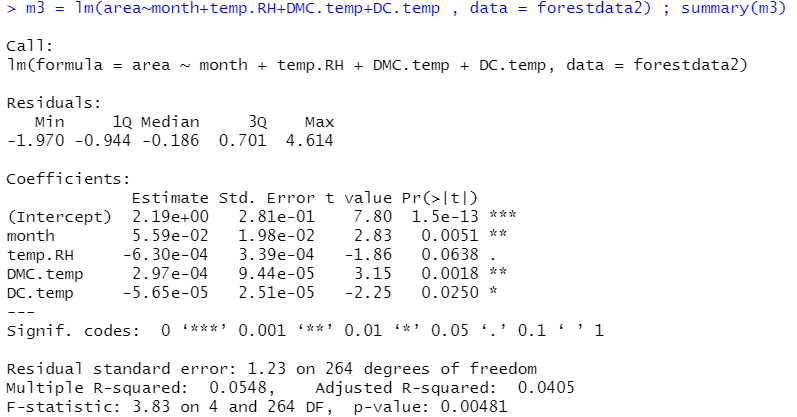 > m3 = lm(area~month+temp.RH+DMC.temp+DC.temp , data = forestdata2) ; summary(m3)
Call:
lm(formula = area ~ month + temp.RH + DMC.temp + DC.temp, data = forestdata2)
Residuals:
   Min     1Q Median     3Q    Max
-1.970 -0.944 -0.186  0.701  4.614
Coefficients:
             Estimate Std. Error t value Pr(>|t|)
(Intercept)  2.19e+00   2.81e-01    7.80  1.5e-13 ***
month        5.59e-02   1.98e-02    2.83   0.0051 **
temp.RH     -6.30e-04   3.39e-04   -1.86   0.0638 .
DMC.temp     2.97e-04   9.44e-05    3.15   0.0018 **
DC.temp     -5.65e-05   2.51e-05   -2.25   0.0250 *
---
Signif. codes:  0 ‘***’ 0.001 ‘**’ 0.01 ‘*’ 0.05 ‘.’ 0.1 ‘ ’ 1
Residual standard error: 1.23 on 264 degrees of freedom
Multiple R-squared:  0.0548,    Adjusted R-squared:  0.0405
F-statistic: 3.83 on 4 and 264 DF,  p-value: 0.00481